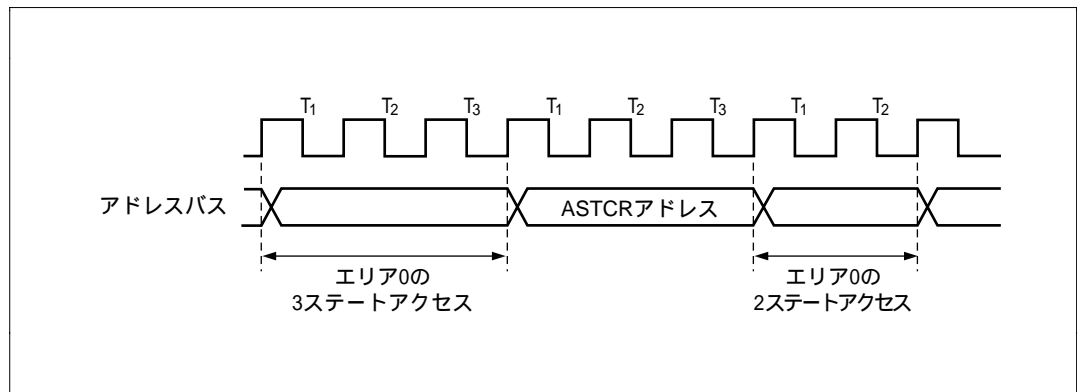 T1 T2 T3 T1 T2 T3 T1 T2
アドレスバス
ASTCRアドレス
エリア0の
3ステートアクセス
エリア0の
2ステートアクセス